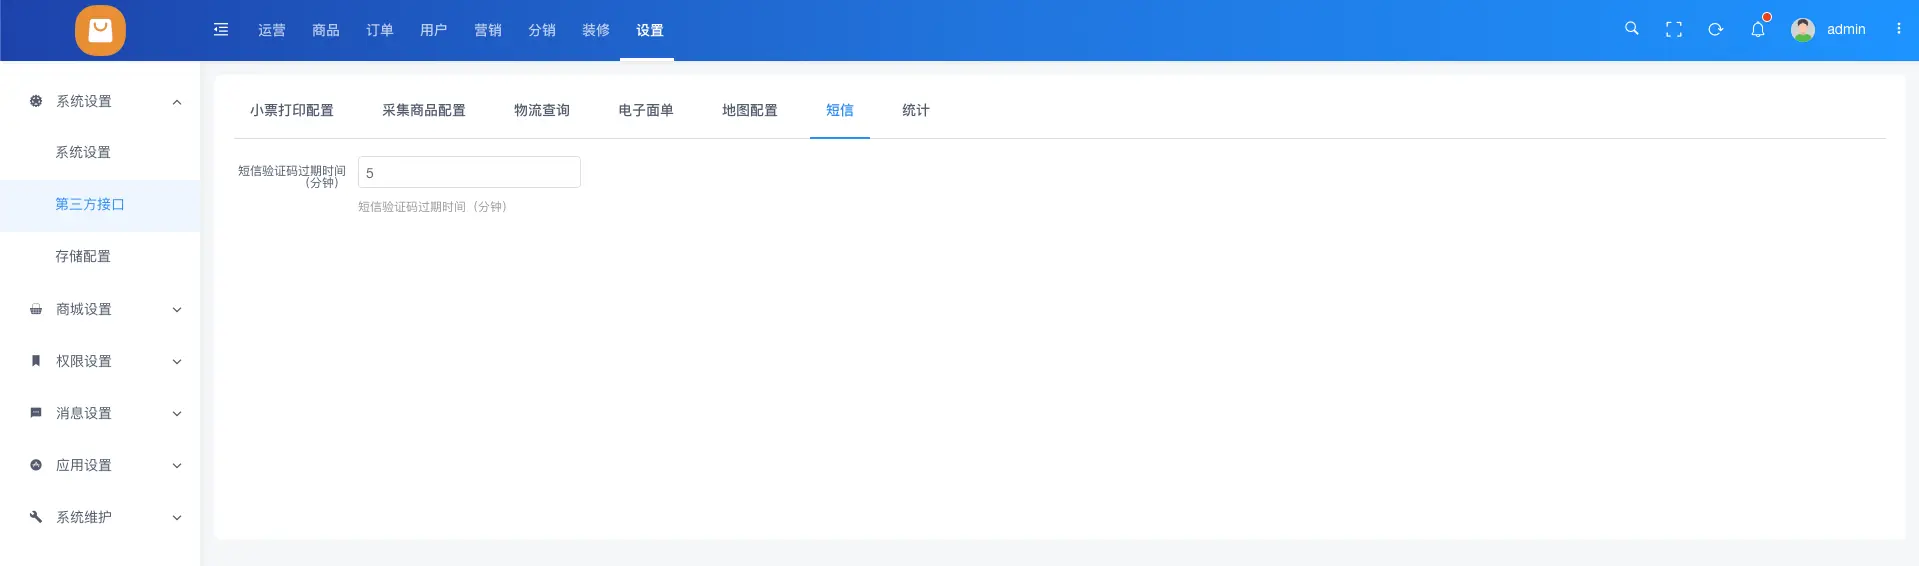 运营
商品
订单
用户
营销
分销
装修
设置
admin
系统设置
系统设置
第三方接口
存储配置
商城设置
权限设置
消息设置
应用设置
系统维护
小票打印配置
采集商品配置
物流查询
电子面单
地图配置
短信
统计
短信验证码过期时间
（分钟）
5
短信验证码过期时间（分钟）